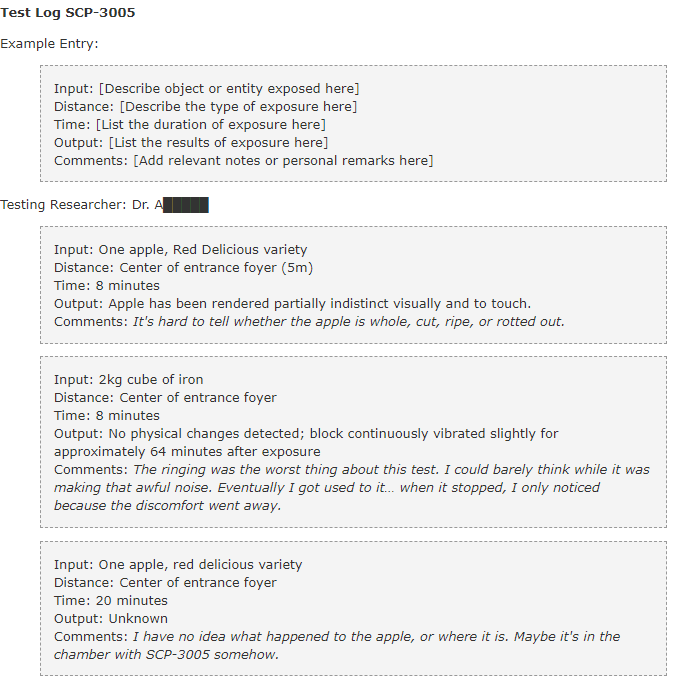 Test Log SCP-3005
Example Entry:
Input: [Describe object or entity exposed here]
Distance: [Describe the type of exposure here]
Time: [List the duration of exposure here]
Output: [List the results of exposure here]
Comments: [Add relevant notes or personal remarks here]
Testing Researcher: Dr. A█████
Input: One apple, Red Delicious variety
Distance: Center of entrance foyer (5m)
Time: 8 minutes
Output: Apple has been rendered partially indistinct visually and to touch.
Comments: It's hard to tell whether the apple is whole, cut, ripe, or rotted out.
Input: 2kg cube of iron
Distance: Center of entrance foyer
Time: 8 minutes
Output: No physical changes detected; block continuously vibrated slightly for
approximately 64 minutes after exposure
Comments: The ringing was the worst thing about this test. I could barely think while it was
making that awful noise. Eventually I got used to it… when it stopped, I only noticed
because the discomfort went away.
Input: One apple, red delicious variety
Distance: Center of entrance foyer
Time: 20 minutes
Output: Unknown
Comments: I have no idea what happened to the apple, or where it is. Maybe it's in the
chamber with SCP-3005 somehow.